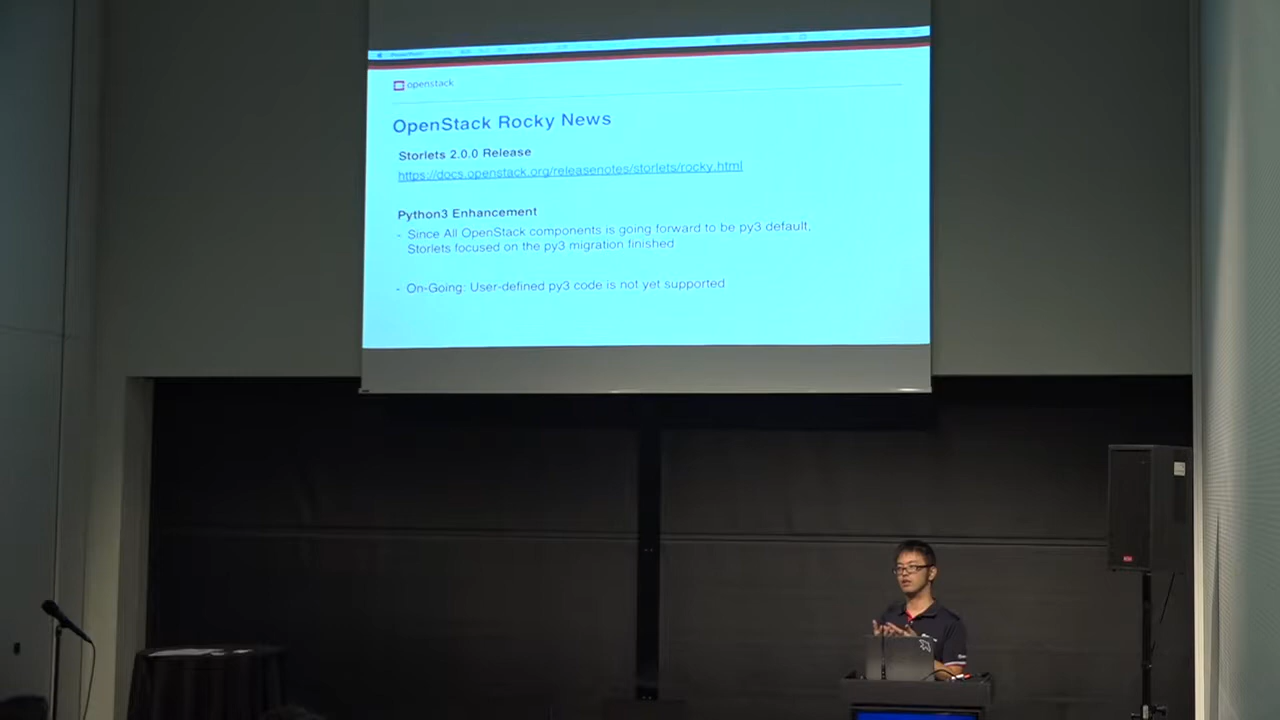 openstack
OpenStack Rocky News
Storlets 2.0.0 Release
https://docs.openstack.org/releasenotes/storlets/rocky.html
Python3 Enhancement
- Since All OpenStack components is going forward to be py3 default,
Storlets focused on the py3 migration finished
- On-Going: User-defined py3 code is not yet supported